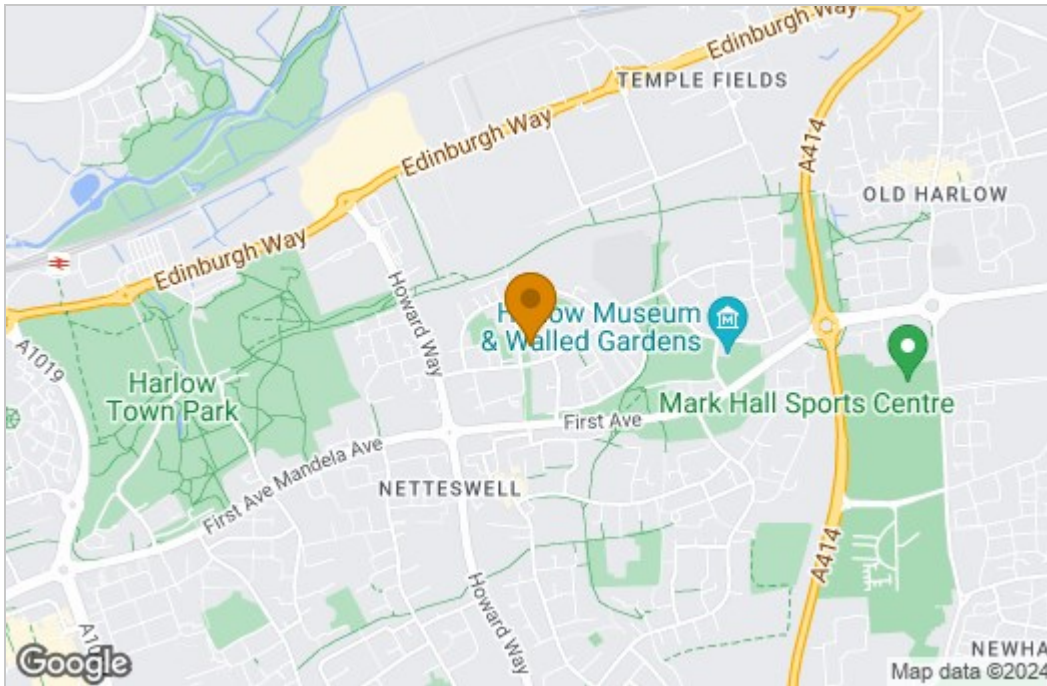 Edinburgh Way
TEMPLE FIELDS
Edinburgh Way
A414
OLD HARLOW
Edinburgh Way
Howard Way
Museum
& Walled Gardens
A1019
Harlow
Town Park
Mark Hall Sports Centre
First Ave
First Ave Mandela Ave
NETTESWELL
A414
Howard Way
NEWHA
Google
Map data ©2024